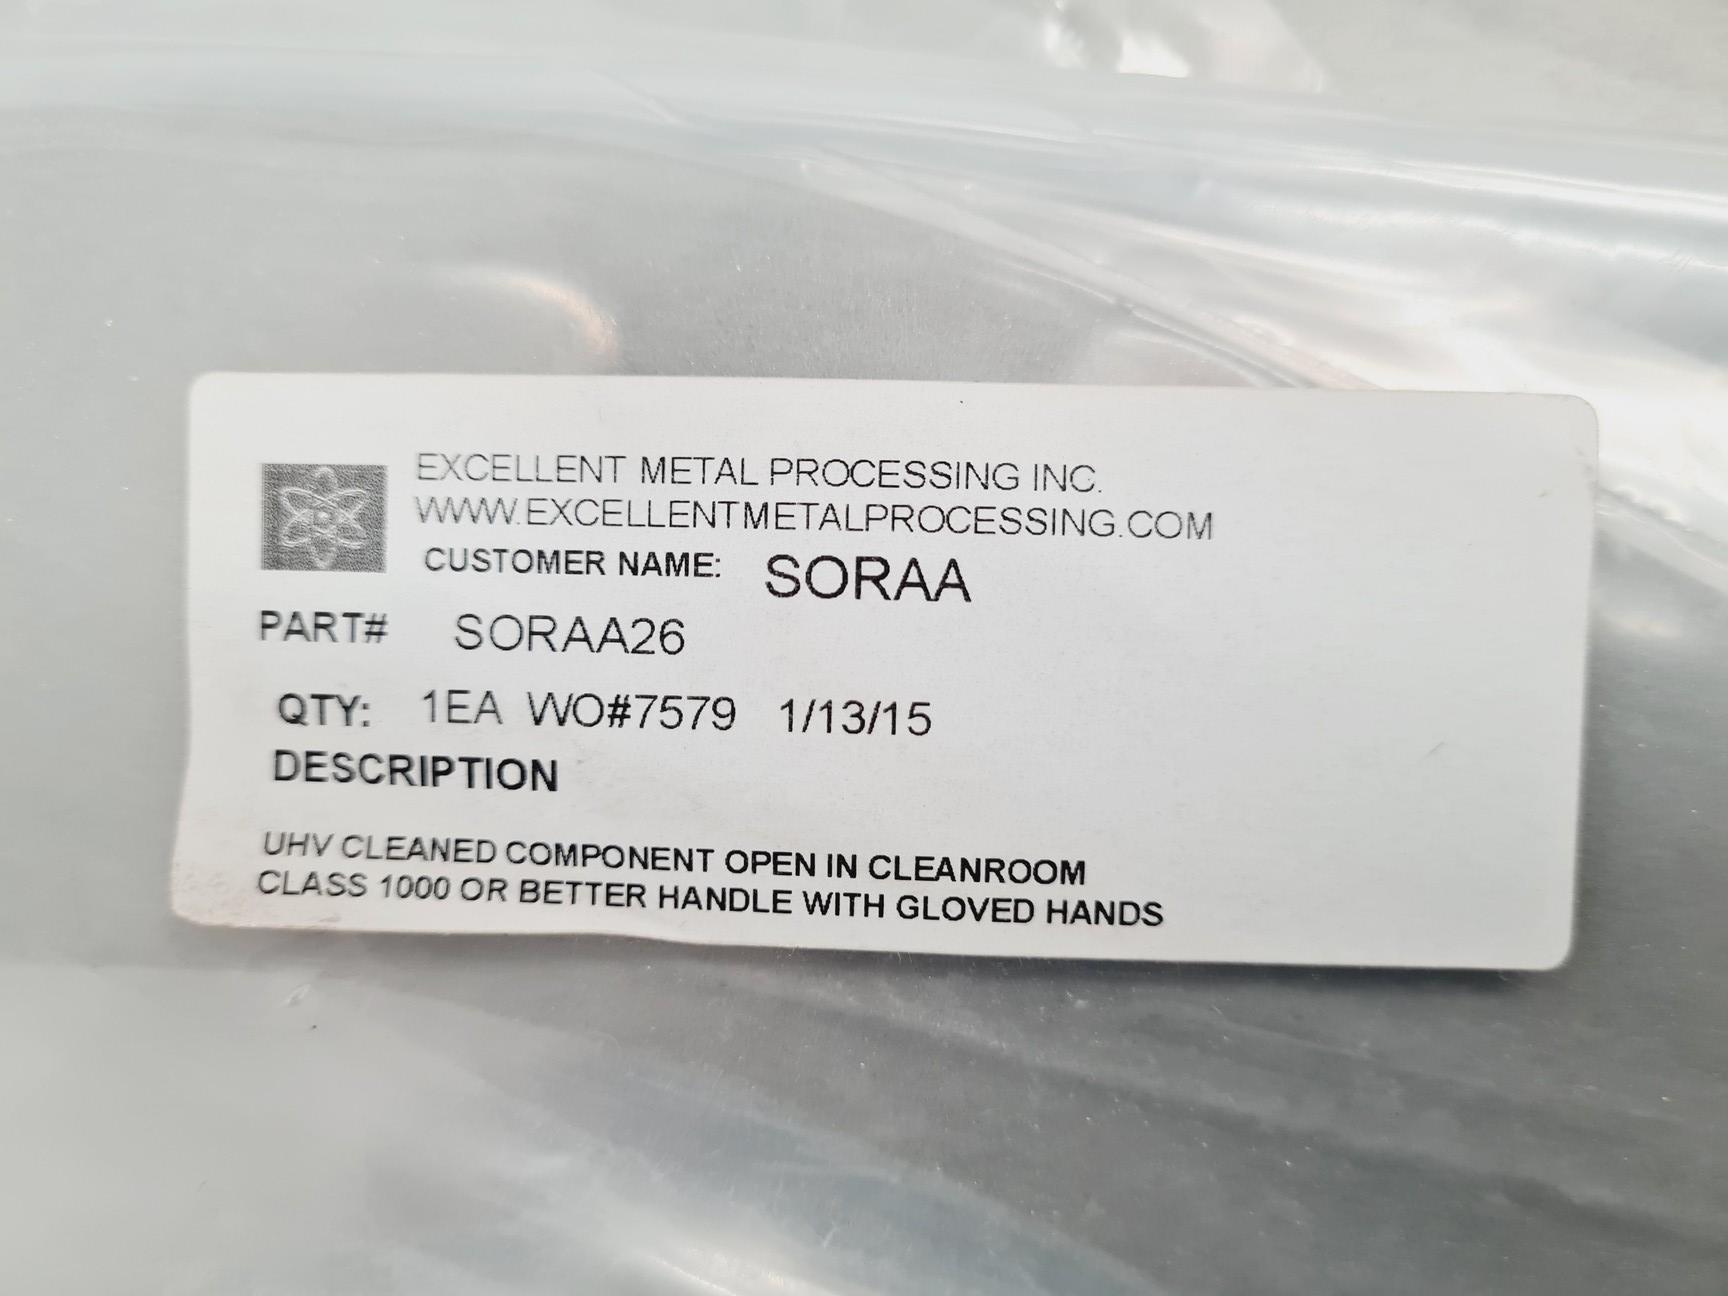 EXCELLENT METAL PROCESSING INC.
WWW.EXCELLENTMETALPROCESSING.COM
CUSTOMER NAME: SORAA
PART# SORAA26
QTY: 1EA WO#7579 1/13/15
DESCRIPTION
UHV CLEANED COMPONENT OPEN IN CLEANROOM
CLASS 1000 OR BETTER HANDLE WITH GLOVED HANDS